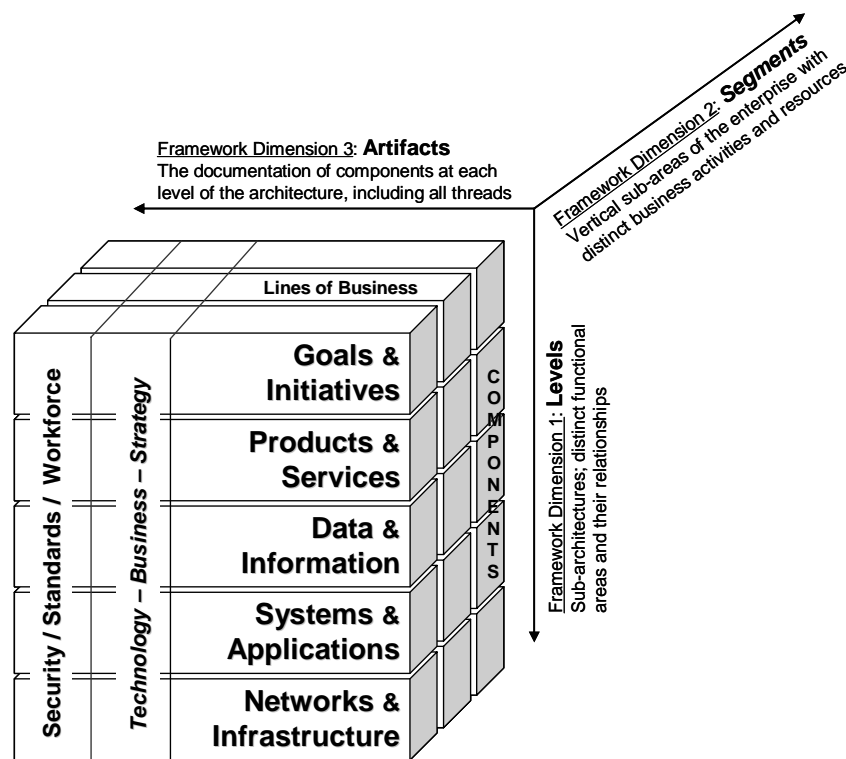 Framework Dimension 3: Artifacts
The documentation of components at each
level of the architecture, including all threads
Framework Dimension 2: Segments
Vertical sub-areas of the enterprise with
distinct business activities and resources
Lines of Business
Goals &
Initiatives
Products &
Services
Data &
Information
Systems &
Applications
Networks &
Infrastructure
Security / Standards / Workforce
Technology – Business – Strategy
COMPONENTS
Framework Dimension 1: Levels
Sub-architectures; distinct functional
areas and their relationships